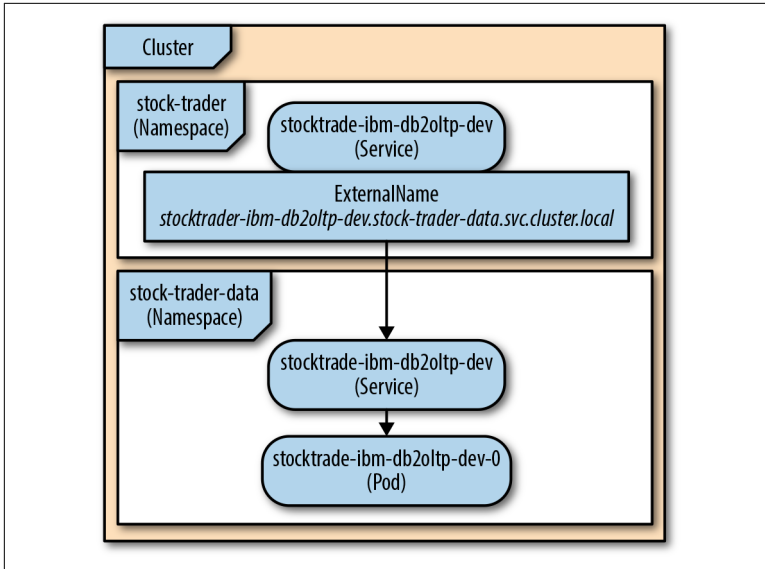 Cluster
stock-trader
(Namespace)
stocktrade-ibm-db2oltp-dev
(Service)
ExternalName
stocktrader-ibm-db2oltp-dev.stock-trader-data.svc.cluster.local
stock-trader-data
(Namespace)
stocktrade-ibm-db2oltp-dev
(Service)
stocktrade-ibm-db2oltp-dev-0
(Pod)